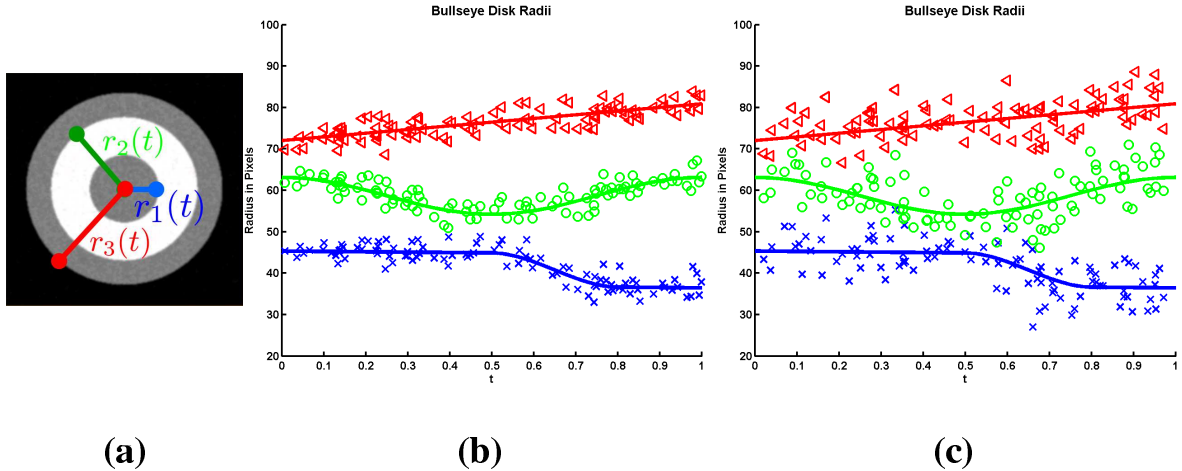 r2(t)
r1(t)
r3(t)
(a)
Bullseye Disk Radii
Radius in Pixels
100
90
80
70
60
50
40
30
20
0 0.1 0.2 0.3 0.4 0.5 0.6 0.7 0.8 0.9 1
t
(b)
Bullseye Disk Radii
Radius in Pixels
100
90
80
70
60
50
40
30
20
0 0.1 0.2 0.3 0.4 0.5 0.6 0.7 0.8 0.9 1
t
(c)